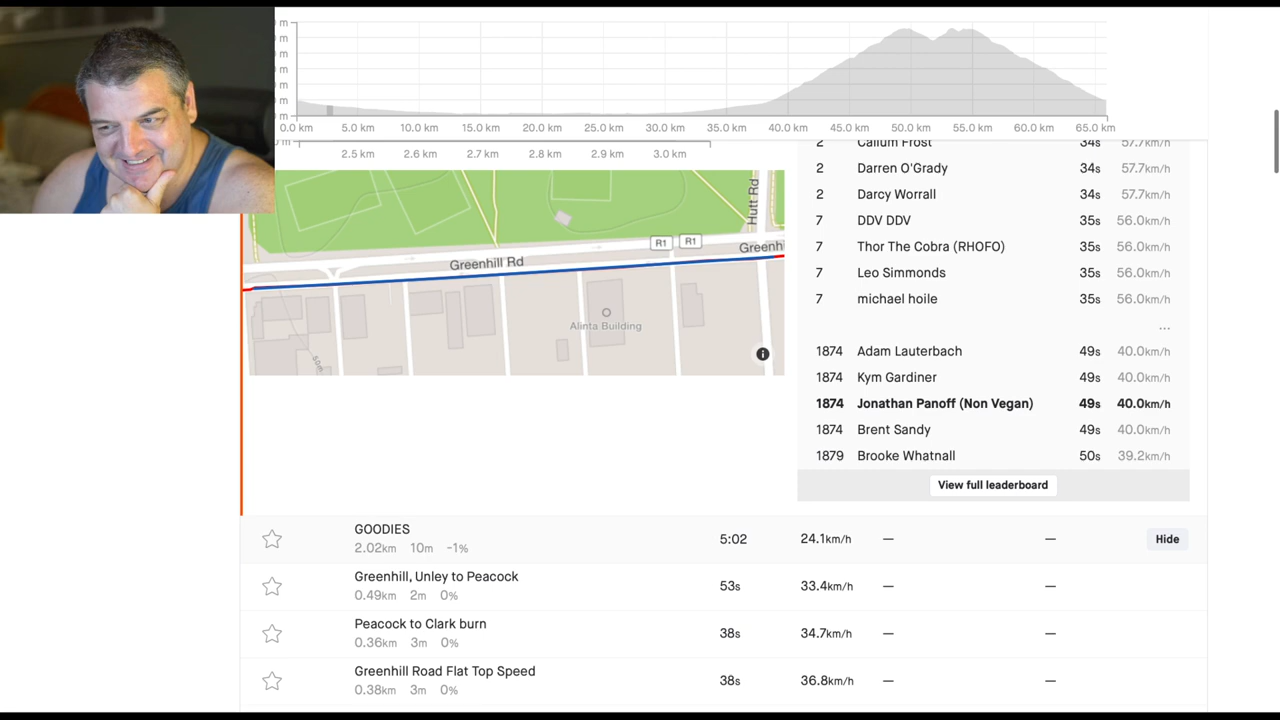 m
m
m
m
m
m
0.0 km 5.0 km 10.0 km 15.0 km 20.0 km 25.0 km 30.0 km 35.0 km 40.0 km 45.0 km 50.0 km 55.0 km 60.0 km 65.0 km
m
2.5 km 2.6 km 2.7 km 2.8 km 2.9 km 3.0 km
Hutt Rd
R1 R1
Greenhill Rd
Greenh
Alinta Building
50m
2 Callum Frost 34s 57.7km/h
2 Darren O'Grady 34s 57.7km/h
2 Darcy Worrall 34s 57.7km/h
7 DDV DDV 35s 56.0km/h
7 Thor The Cobra (RHOFO) 35s 56.0km/h
7 Leo Simmonds 35s 56.0km/h
7 michael hoile 35s 56.0km/h
...
1874 Adam Lauterbach 49s 40.0km/h
1874 Kym Gardiner 49s 40.0km/h
1874 Jonathan Panoff (Non Vegan) 49s 40.0km/h
1874 Brent Sandy 49s 40.0km/h
1879 Brooke Whatnall 50s 39.2km/h
View full leaderboard
GOODIES 5:02 24.1km/h — — Hide
2.02km 10m -1%
Greenhill, Unley to Peacock 53s 33.4km/h — —
0.49km 2m 0%
Peacock to Clark burn 38s 34.7km/h — —
0.36km 3m 0%
Greenhill Road Flat Top Speed 38s 36.8km/h — —
0.38km 3m 0%